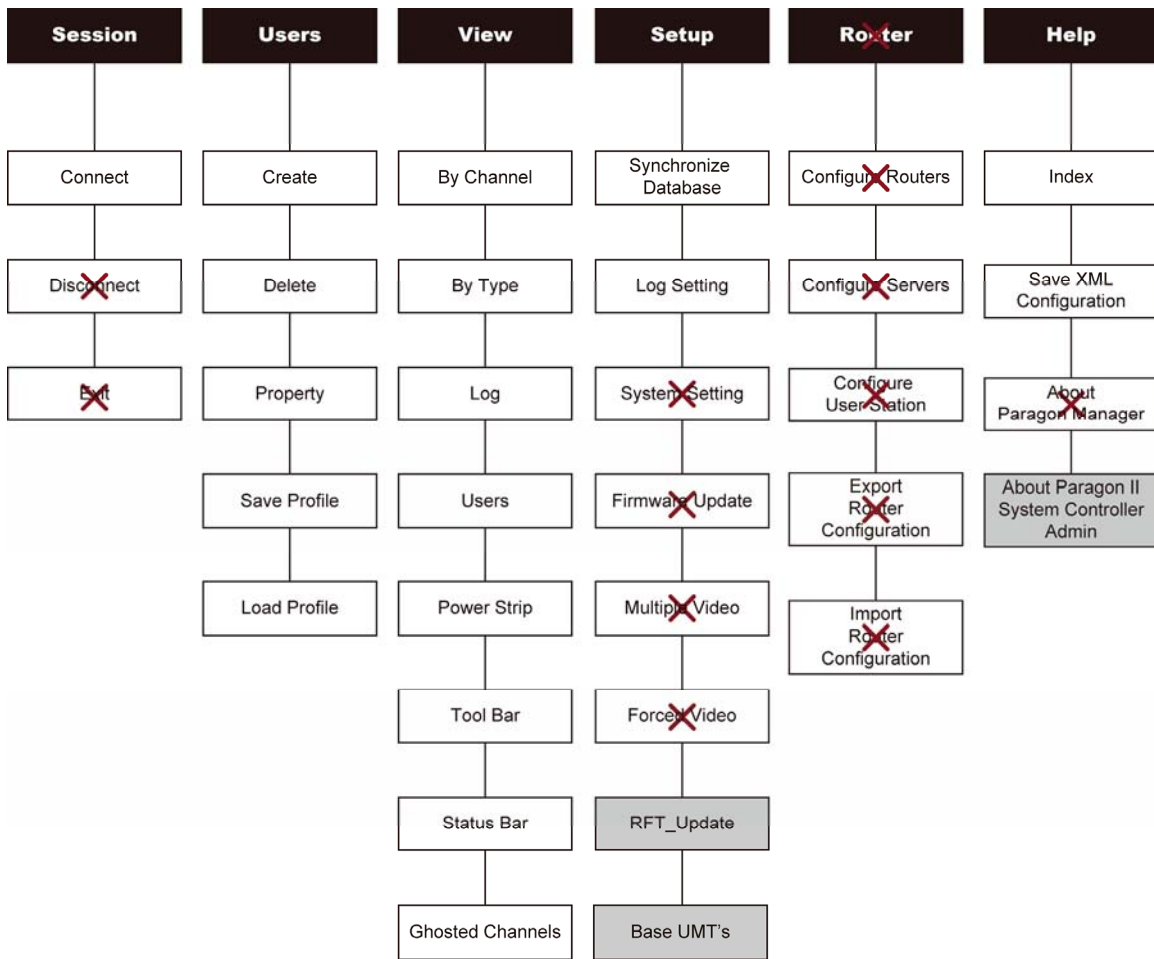 Session
Users
View
Setup
Router
Help
Connect
Create
By Channel
Synchronize
Database
Configure Routers
Index
Disconnect
Delete
By Type
Log Setting
Configure Servers
Save XML
Configuration
Exit
Property
Log
System Setting
Configure
User Station
About
Paragon Manager
Save Profile
Users
Firmware Update
Export
Router
Configuration
About Paragon II
System Controller
Admin
Load Profile
Power Strip
Multiple Video
Import
Router
Configuration
Tool Bar
Forced Video
Status Bar
RFT_Update
Ghosted Channels
Base UMT's